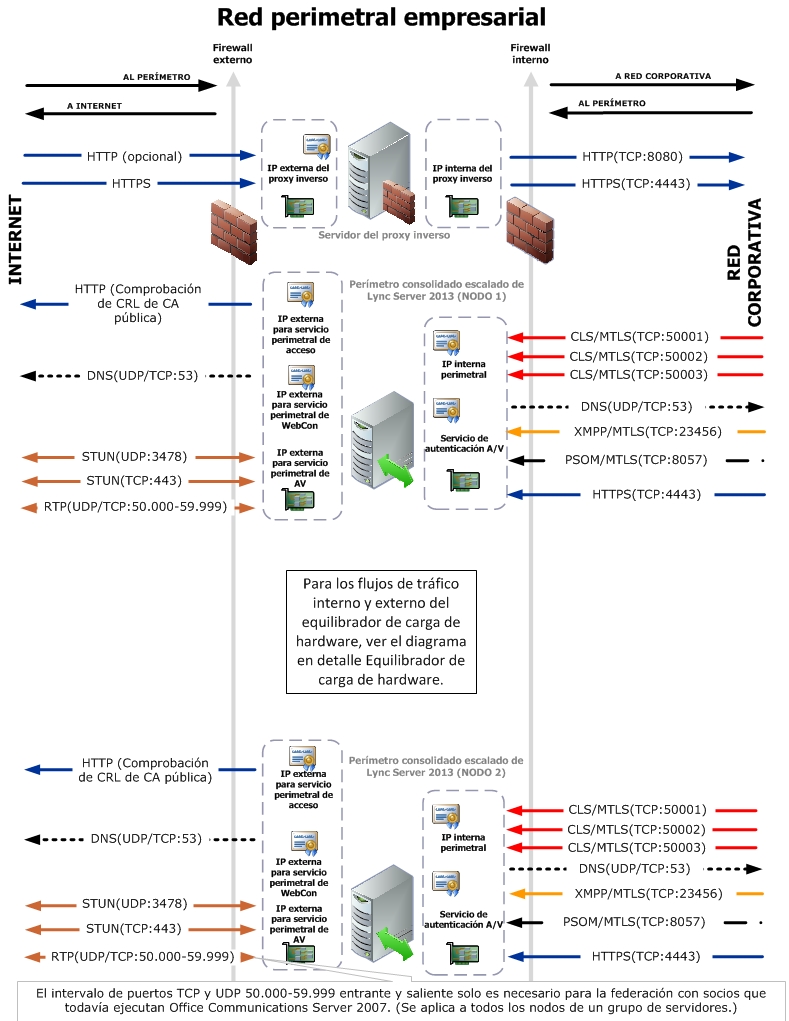 Red perimetral empresarial
Firewall
externo
Firewall
interno
AL PERÍMETRO
A INTERNET
A RED CORPORATIVA
AL PERÍMETRO
INTERNET
RED
CORPORATIVA
HTTP (opcional)
HTTPS
IP externa del
proxy inverso
IP interna del
proxy inverso
HTTP(TCP:8080)
HTTPS(TCP:4443)
Servidor del proxy inverso
HTTP (Comprobación
de CRL de CA
pública)
DNS(UDP/TCP:53)
STUN(UDP:3478)
STUN(TCP:443)
RTP(UDP/TCP:50.000-59.999)
IP externa
para servicio
perimetral de
acceso
IP externa
para servicio
perimetral de
WebCon
IP externa
para servicio
perimetral de
AV
Perímetro consolidado escalado de
Lync Server 2013 (NODO 1)
IP interna
perimetral
Servicio de
autenticación A/V
CLS/MTLS(TCP:50001)
CLS/MTLS(TCP:50002)
CLS/MTLS(TCP:50003)
DNS(UDP/TCP:53)
XMPP/MTLS(TCP:23456)
PSOM/MTLS(TCP:8057)
HTTPS(TCP:4443)
Para los flujos de tráfico
interno y externo del
equilibrador de carga de
hardware, ver el diagrama
en detalle Equilibrador de
carga de hardware.
HTTP (Comprobación
de CRL de CA pública)
DNS(UDP/TCP:53)
STUN(UDP:3478)
STUN(TCP:443)
RTP(UDP/TCP:50.000-59.999)
IP externa
para servicio
perimetral de
acceso
IP externa
para servicio
perimetral de
WebCon
IP externa
para servicio
perimetral de
AV
Perímetro consolidado escalado de
Lync Server 2013 (NODO 2)
IP interna
perimetral
Servicio de
autenticación A/V
CLS/MTLS(TCP:50001)
CLS/MTLS(TCP:50002)
CLS/MTLS(TCP:50003)
DNS(UDP/TCP:53)
XMPP/MTLS(TCP:23456)
PSOM/MTLS(TCP:8057)
HTTPS(TCP:4443)
El intervalo de puertos TCP y UDP 50.000-59.999 entrante y saliente solo es necesario para la federación con socios que
todavía ejecutan Office Communications Server 2007. (Se aplica a todos los nodos de un grupo de servidores.)